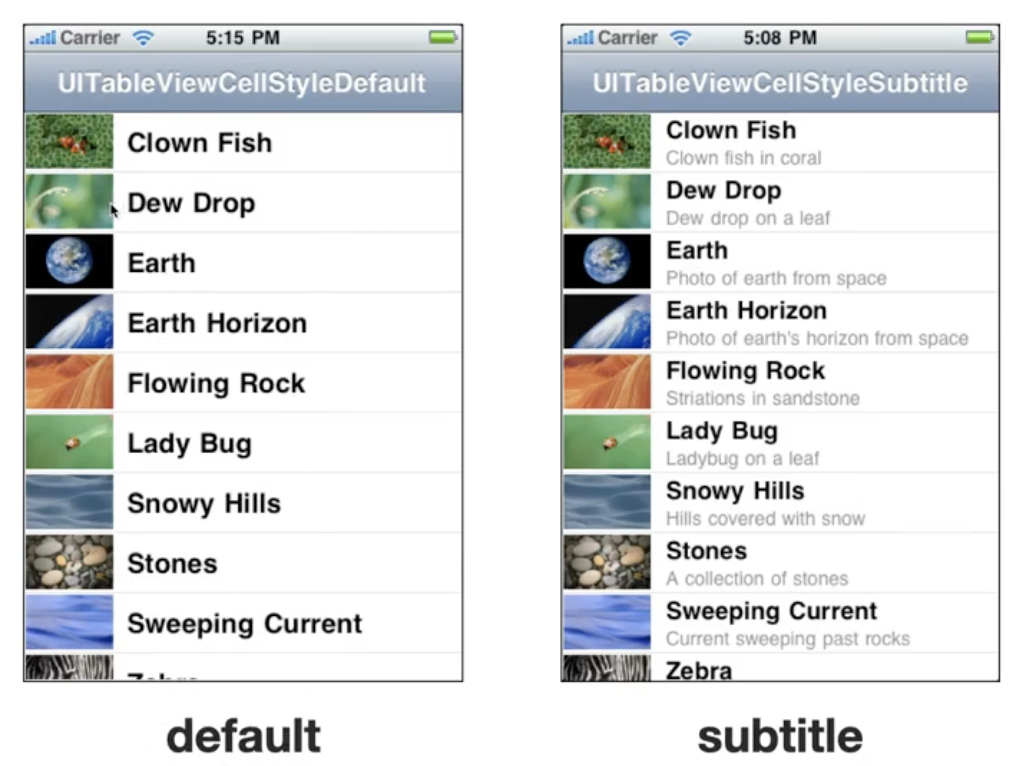 Carrier 5:15 PM
UITableViewCellStyleDefault
Clown Fish
Dew Drop
Earth
Earth Horizon
Flowing Rock
Lady Bug
Snowy Hills
Stones
Sweeping Current
Zebra
default
Carrier 5:08 PM
UITableViewCellStyleSubtitle
Clown Fish
Clown fish in coral
Dew Drop
Dew drop on a leaf
Earth
Photo of earth from space
Earth Horizon
Photo of earth's horizon from space
Flowing Rock
Striations in sandstone
Lady Bug
Ladybug on a leaf
Snowy Hills
Hills covered with snow
Stones
A collection of stones
Sweeping Current
Current sweeping past rocks
Zebra
subtitle